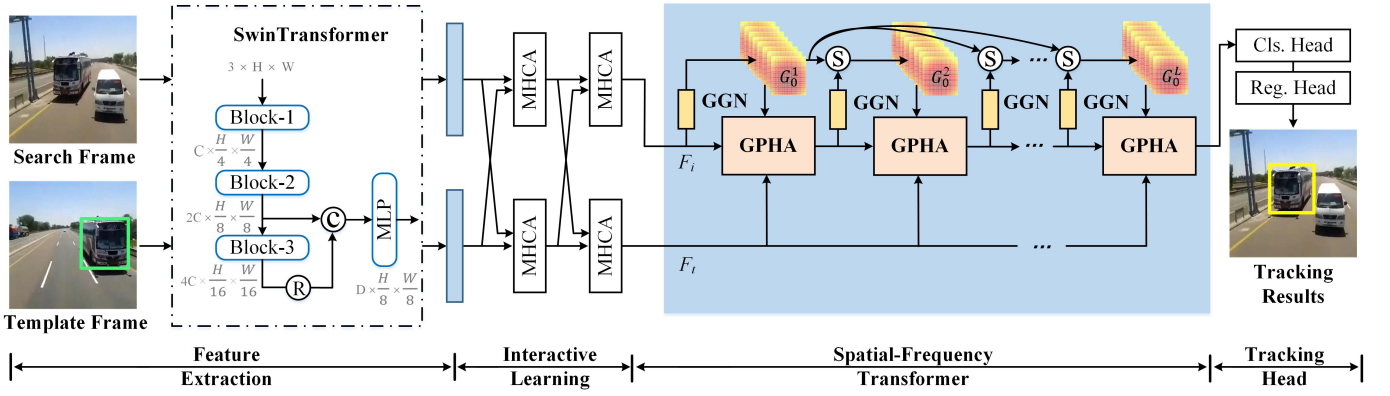 SwinTransformer
3 × H × W
Block-1
C × H/4 × W/4
Block-2
2C × H/8 × W/8
Block-3
4C × H/16 × W/16
R
C
MLP
D × H/8 × W/8
Search Frame
Template Frame
MHCA
MHCA
MHCA
MHCA
F_i
F_t
GGN
GGN
GGN
GGN
G_0^1
G_0^2
G_0^L
S
S
S
...
GPHA
GPHA
...
GPHA
...
Cls. Head
Reg. Head
Tracking
Results
Feature
Extraction
Interactive
Learning
Spatial-Frequency
Transformer
Tracking
Head